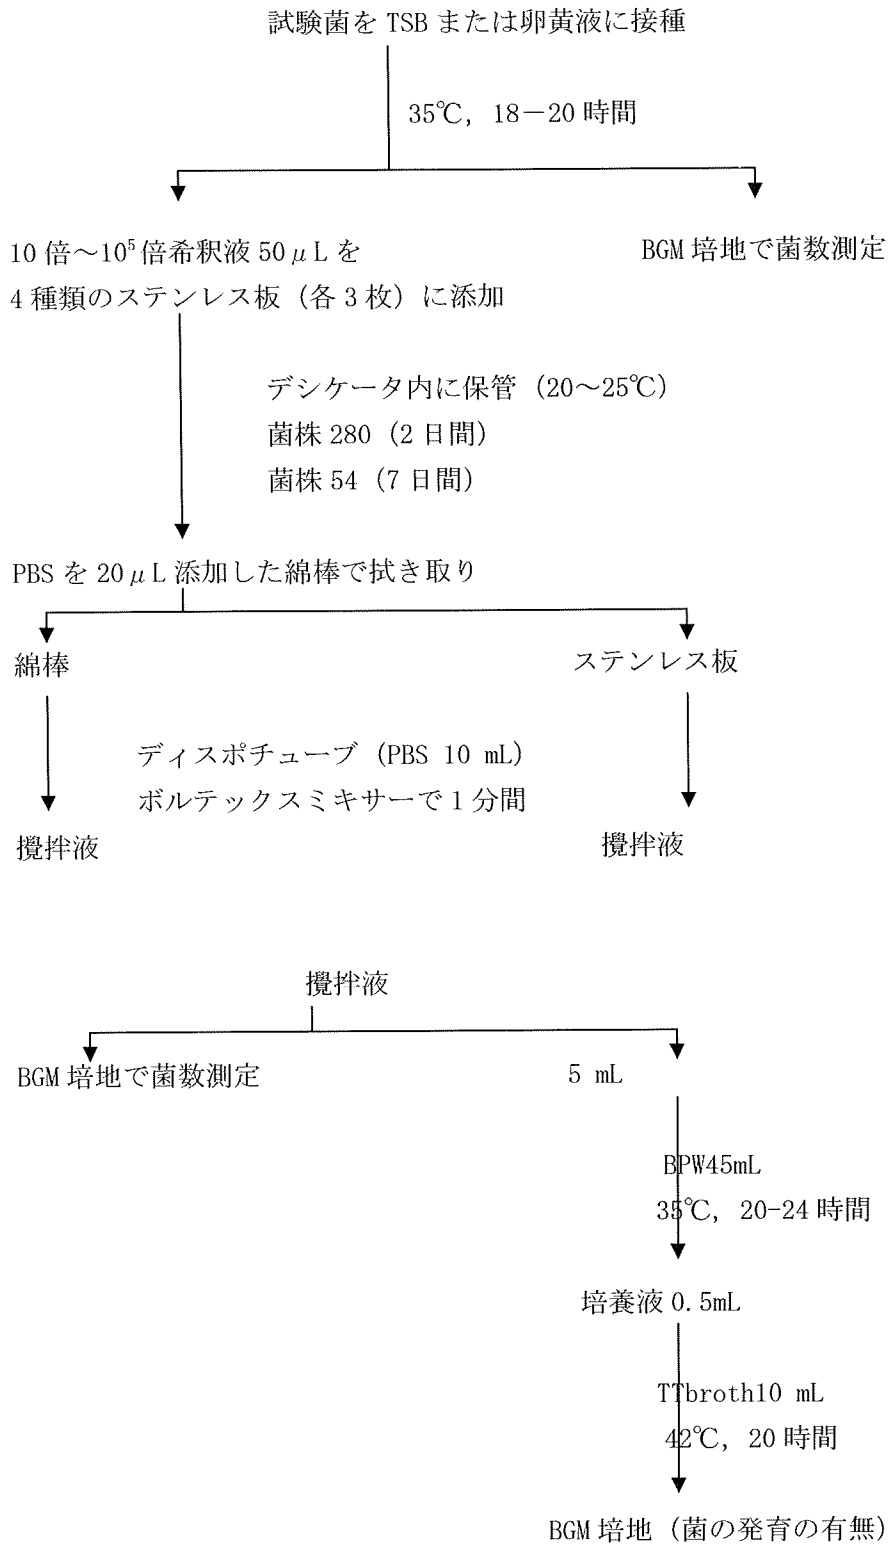 試験菌を TSB または卵黄液に接種
35℃, 18－20 時間
10 倍～10⁵ 倍希釈液 50μL を
4 種類のステンレス板（各 3 枚）に添加
BGM 培地で菌数測定
デシケータ内に保管（20～25℃）
菌株 280（2 日間）
菌株 54（7 日間）
PBS を 20μL 添加した綿棒で拭き取り
綿棒
ステンレス板
ディスポチューブ（PBS 10 mL）
ボルテックスミキサーで 1 分間
攪拌液
攪拌液
攪拌液
BGM 培地で菌数測定
5 mL
BPW45mL
35℃, 20-24 時間
培養液 0.5mL
TTbroth10 mL
42℃, 20 時間
BGM 培地（菌の発育の有無）